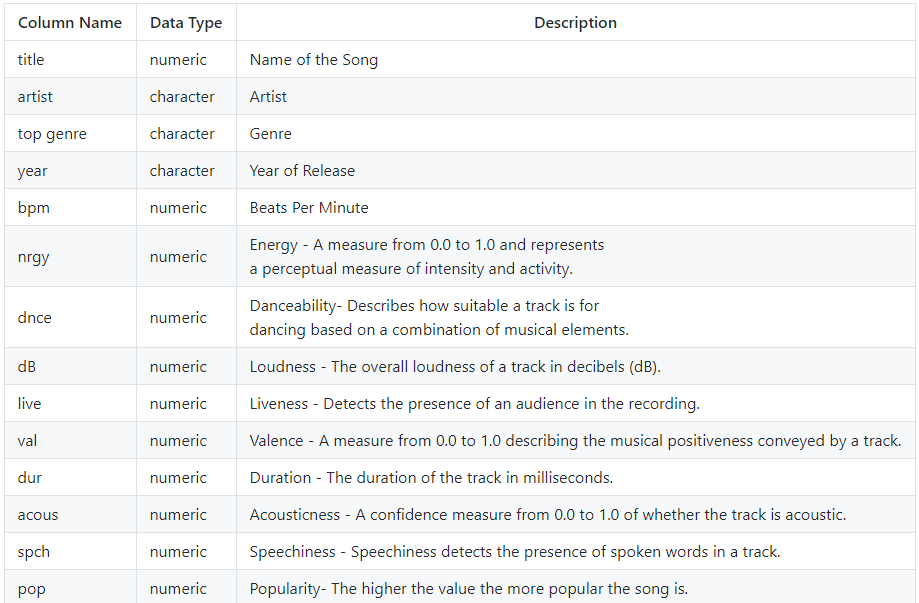 Column Name Data Type Description
title numeric Name of the Song
artist character Artist
top genre character Genre
year character Year of Release
bpm numeric Beats Per Minute
nrgy numeric Energy - A measure from 0.0 to 1.0 and represents
a perceptual measure of intensity and activity.
dnce numeric Danceability- Describes how suitable a track is for
dancing based on a combination of musical elements.
dB numeric Loudness - The overall loudness of a track in decibels (dB).
live numeric Liveness - Detects the presence of an audience in the recording.
val numeric Valence - A measure from 0.0 to 1.0 describing the musical positiveness conveyed by a track.
dur numeric Duration - The duration of the track in milliseconds.
acous numeric Acousticness - A confidence measure from 0.0 to 1.0 of whether the track is acoustic.
spch numeric Speechiness - Speechiness detects the presence of spoken words in a track.
pop numeric Popularity- The higher the value the more popular the song is.